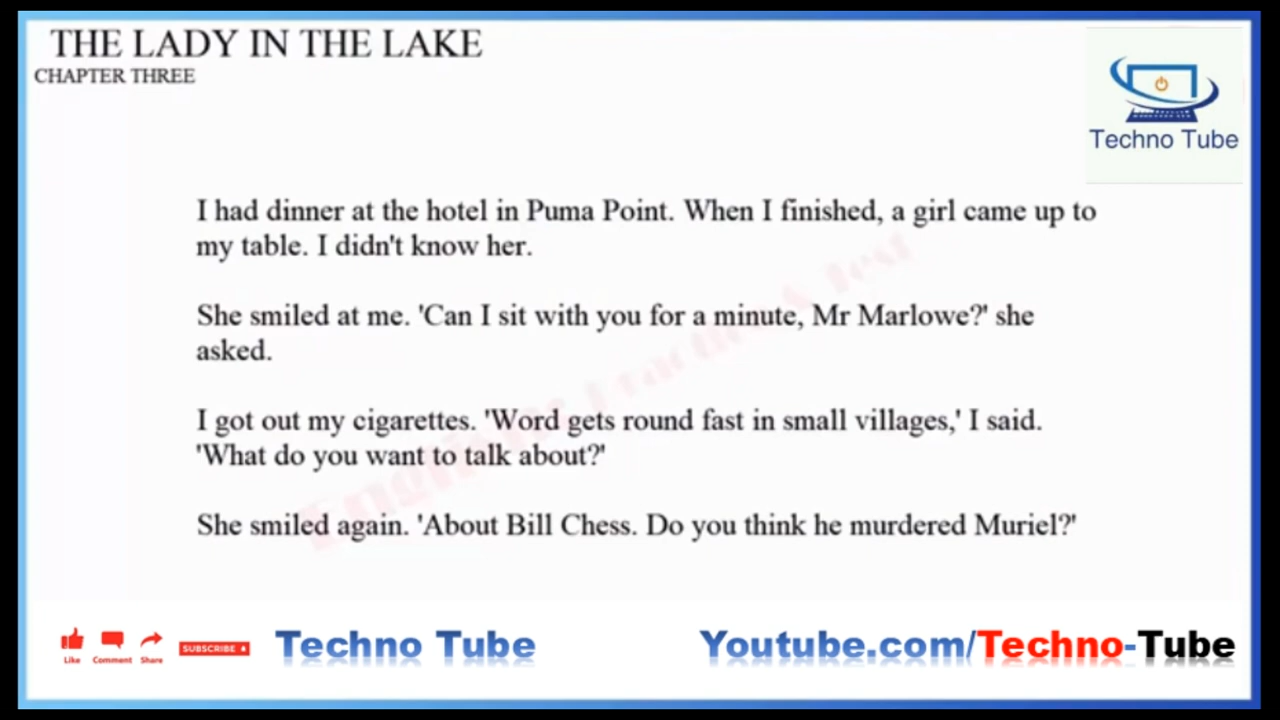 THE LADY IN THE LAKE
CHAPTER THREE
Techno Tube
I had dinner at the hotel in Puma Point. When I finished, a girl came up to
my table. I didn't know her.
She smiled at me. 'Can I sit with you for a minute, Mr Marlowe?' she
asked.
I got out my cigarettes. 'Word gets round fast in small villages,' I said.
'What do you want to talk about?'
She smiled again. 'About Bill Chess. Do you think he murdered Muriel?'
Like Comment Share SUBSCRIBE Techno Tube Youtube.com/Techno-Tube